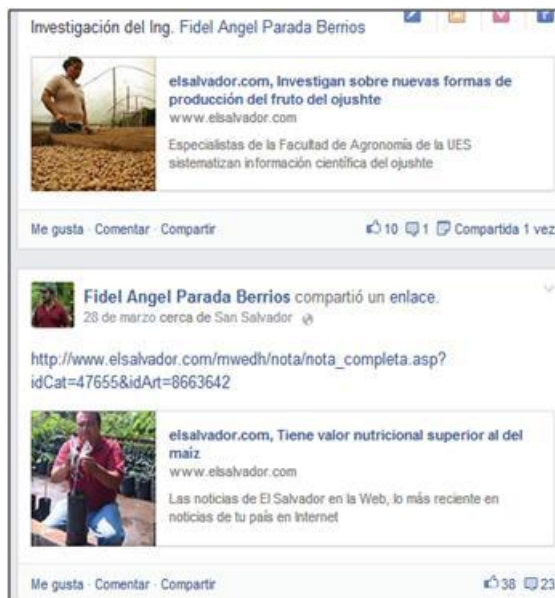 Investigación del Ing. Fidel Angel Parada Berrios
elsalvador.com, Investigan sobre nuevas formas de
producción del fruto del ojushte
www.elsalvador.com
Especialistas de la Facultad de Agronomía de la UES
sistematizan información científica del ojushte
Me gusta · Comentar · Compartir 10 1 Compartida 1 vez
Fidel Angel Parada Berrios compartió un enlace.
28 de marzo cerca de San Salvador
http://www.elsalvador.com/mwedh/nota/nota_completa.asp?
idCat=47655&idArt=8663642
elsalvador.com, Tiene valor nutricional superior al del
maíz
www.elsalvador.com
Las noticias de El Salvador en la Web, lo más reciente en
noticias de tu país en Internet
Me gusta · Comentar · Compartir 38 23